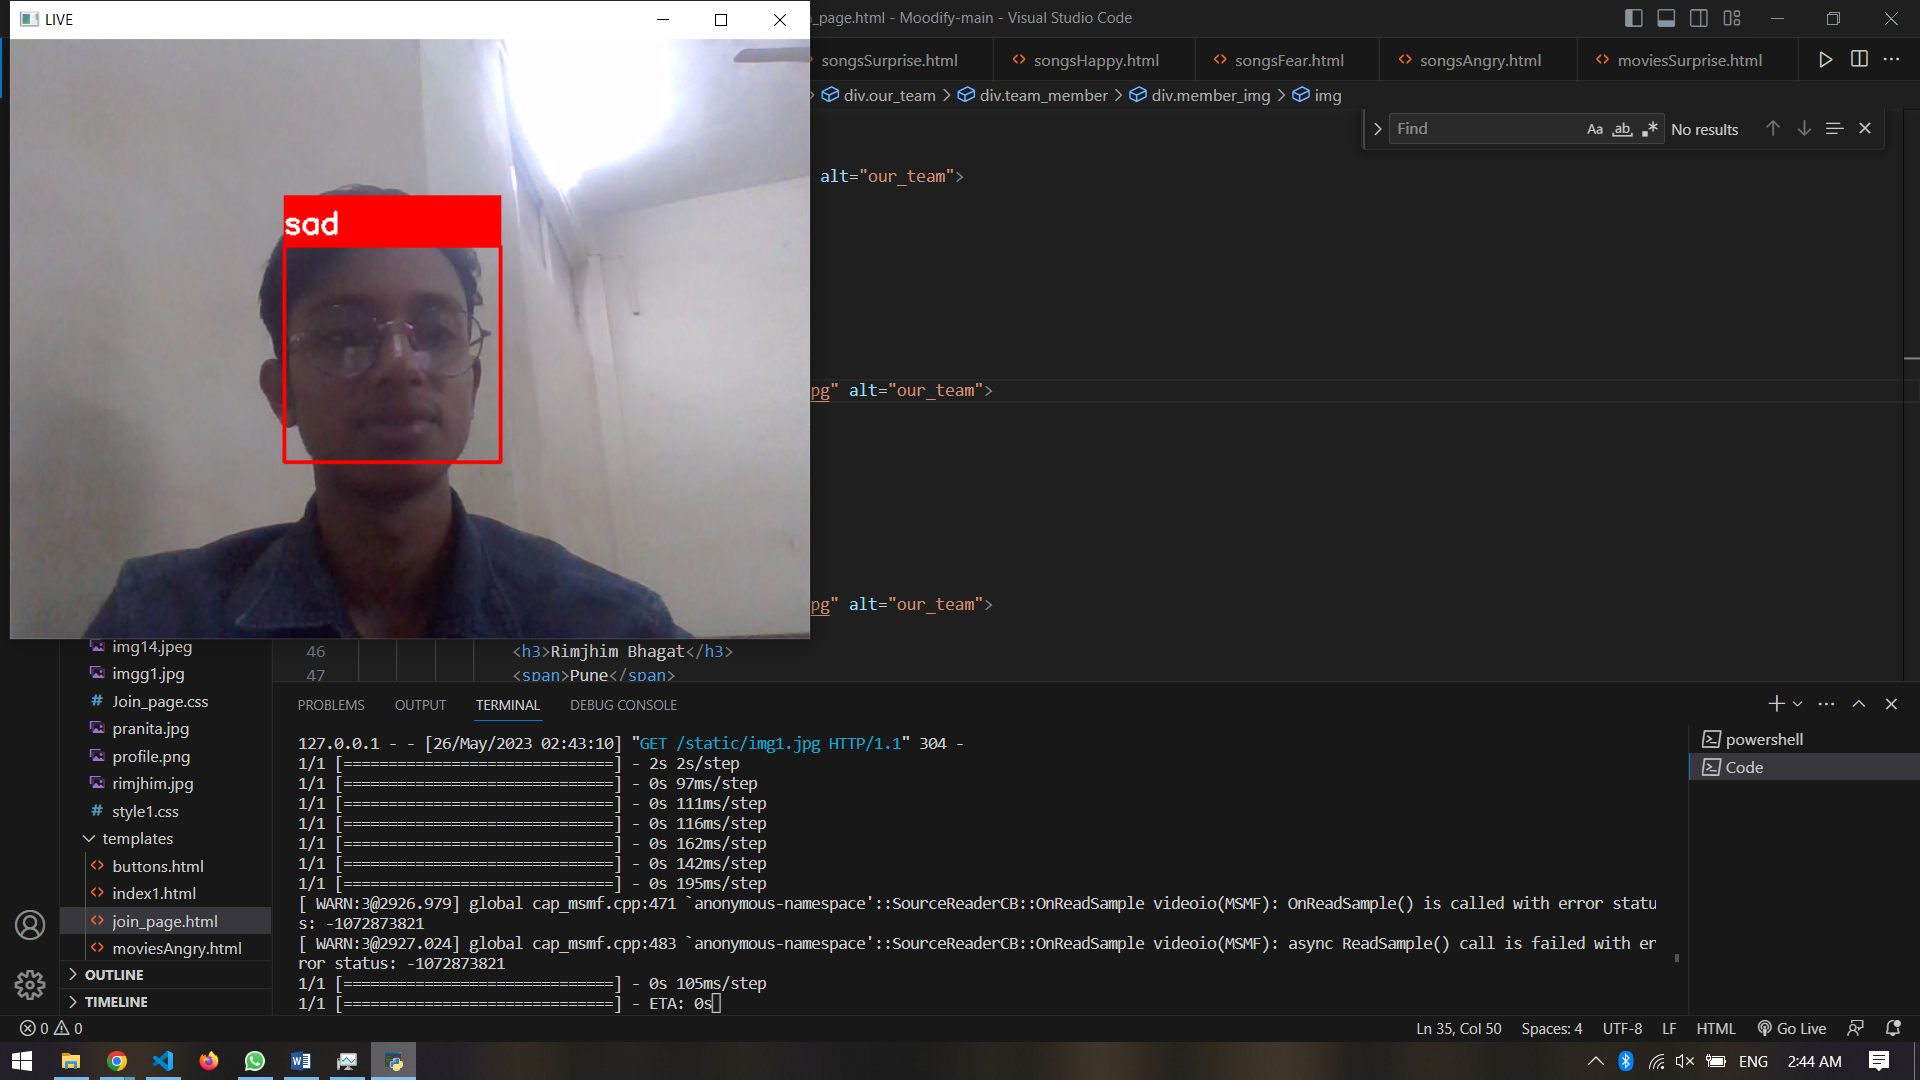 LIVE
_page.html - Moodify-main - Visual Studio Code
songsSurprise.html
songsHappy.html
songsFear.html
songsAngry.html
moviesSurprise.html
div.our_team
div.team_member
div.member_img
img
Find
Aa
ab
.*
No results
alt="our_team">
sad
pg" alt="our_team">
pg" alt="our_team">
46 <h3>Rimjhim Bhagat</h3>
47 <span>Pune</span>
img14.jpeg
imgg1.jpg
# Join_page.css
pranita.jpg
profile.png
rimjhim.jpg
# style1.css
templates
buttons.html
index1.html
join_page.html
moviesAngry.html
OUTLINE
TIMELINE
PROBLEMS
OUTPUT
TERMINAL
DEBUG CONSOLE
127.0.0.1 - - [26/May/2023 02:43:10] "GET /static/img1.jpg HTTP/1.1" 304 -
1/1 [==============================] - 2s 2s/step
1/1 [==============================] - 0s 97ms/step
1/1 [==============================] - 0s 111ms/step
1/1 [==============================] - 0s 116ms/step
1/1 [==============================] - 0s 162ms/step
1/1 [==============================] - 0s 142ms/step
1/1 [==============================] - 0s 195ms/step
[ WARN:3@2926.979] global cap_msmf.cpp:471 `anonymous-namespace'::SourceReaderCB::OnReadSample videoio(MSMF): OnReadSample() is called with error statu
s: -1072873821
[ WARN:3@2927.024] global cap_msmf.cpp:483 `anonymous-namespace'::SourceReaderCB::OnReadSample videoio(MSMF): async ReadSample() call is failed with er
ror status: -1072873821
1/1 [==============================] - 0s 105ms/step
1/1 [==============================] - ETA: 0s
powershell
Code
0 0
Ln 35, Col 50
Spaces: 4
UTF-8
LF
HTML
Go Live
ENG
2:44 AM